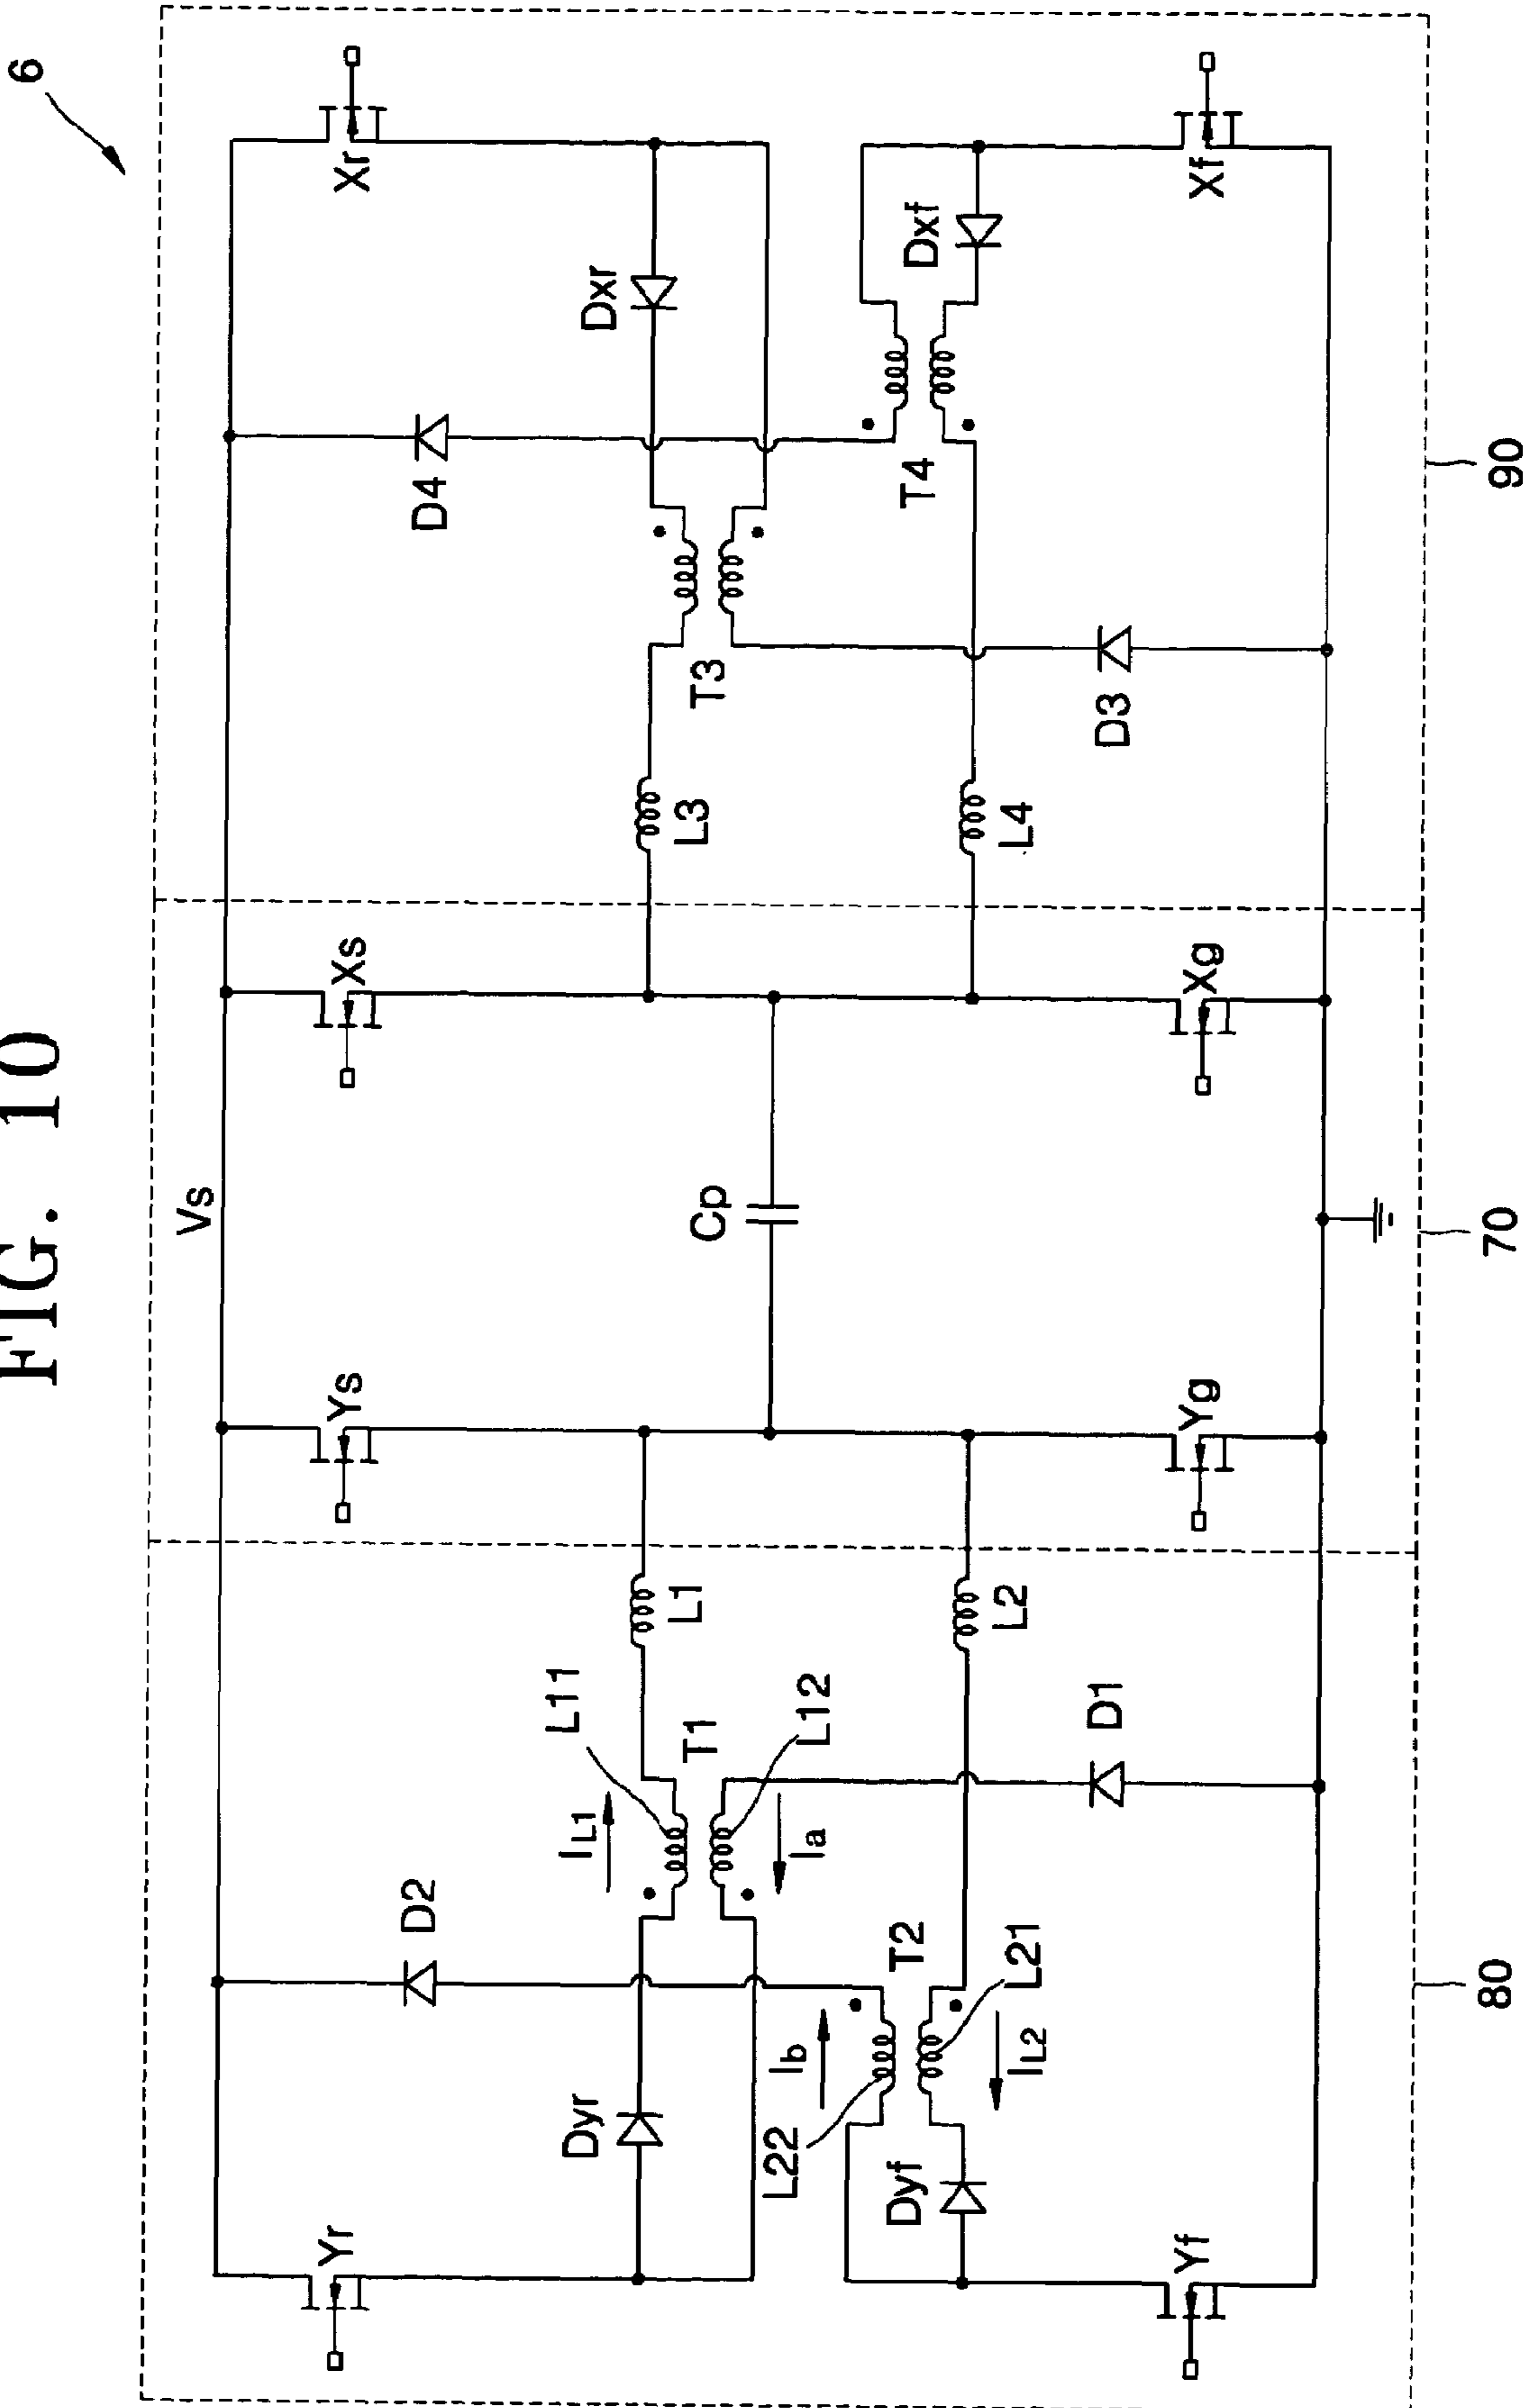 FIG. 10
6
Vs
Yr
Ys
Xs
Xr
D2
D4
Dyr
IL1
L11
L1
Cp
L3
Dxr
T1
T3
L12
Ia
L22
Ib
T2
Dyf
L21
IL2
L2
L4
T4
Dxf
D1
D3
Yf
Yg
Xg
Xf
80
70
90